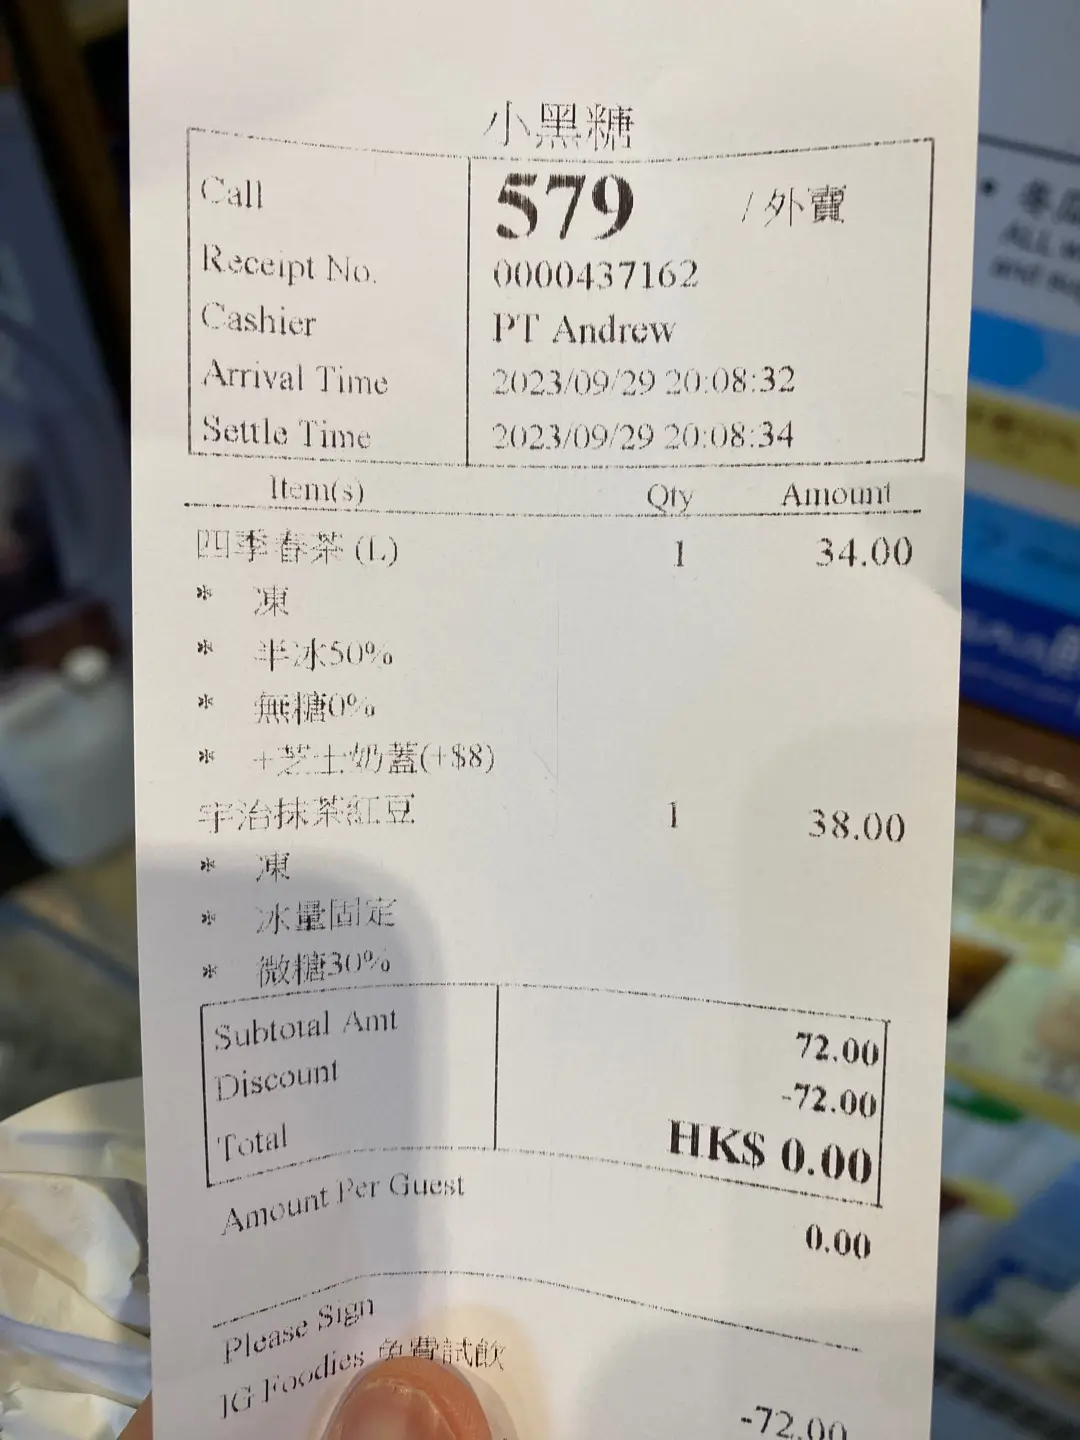 小黑糖
Call 579 / 外賣
Receipt No. 0000437162
Cashier PT Andrew
Arrival Time 2023/09/29 20:08:32
Settle Time 2023/09/29 20:08:34
Item(s) Qty Amount
四季春茶 (L) 1 34.00
* 凍
* 半冰50%
* 無糖0%
* +芝士奶蓋(+$8)
宇治抹茶紅豆 1 38.00
* 凍
* 冰量固定
* 微糖30%
Subtotal Amt 72.00
Discount -72.00
Total HK$ 0.00
Amount Per Guest 0.00
Please Sign
IG Foodies 免費試飲
-72.00
冬瓜
ALL
and